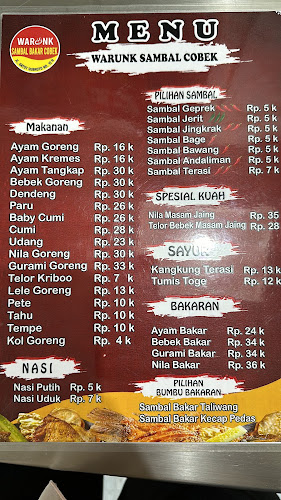 WARUNK
SAMBAL BAKAR COBEK
MENU
WARUNK SAMBAL COBEK
Makanan
Ayam Goreng Rp. 16 k
Ayam Kremes Rp. 16 k
Ayam Tangkap Rp. 30 k
Bebek Goreng Rp. 30 k
Dendeng Rp. 30 k
Paru Rp. 26 k
Baby Cumi Rp. 26 k
Cumi Rp. 28 k
Udang Rp. 23 k
Nila Goreng Rp. 30 k
Gurami Goreng Rp. 33 k
Telor Kriboo Rp. 7 k
Lele Goreng Rp. 13 k
Pete Rp. 10 k
Tahu Rp. 10 k
Tempe Rp. 10 k
Kol Goreng Rp. 4 k
NASI
Nasi Putih Rp. 5 k
Nasi Uduk Rp. 7 k
PILIHAN SAMBAL
Sambal Geprek Rp. 5 k
Sambal Jerit Rp. 5 k
Sambal Jingkrak Rp. 5 k
Sambal Bage Rp. 5 k
Sambal Bawang Rp. 5 k
Sambal Andaliman Rp. 5 k
Sambal Terasi Rp. 7 k
SPESIAL KUAH
Nila Masam Jaing Rp. 35
Telor Bebek Masam Jaing Rp. 28
SAYUR
Kangkung Terasi Rp. 13 k
Tumis Toge Rp. 12 k
BAKARAN
Ayam Bakar Rp. 24 k
Bebek Bakar Rp. 34 k
Gurami Bakar Rp. 34 k
Nila Bakar Rp. 36 k
PILIHAN
BUMBU BAKARAN
Sambal Bakar Taliwang
Sambal Bakar Kecap Pedas